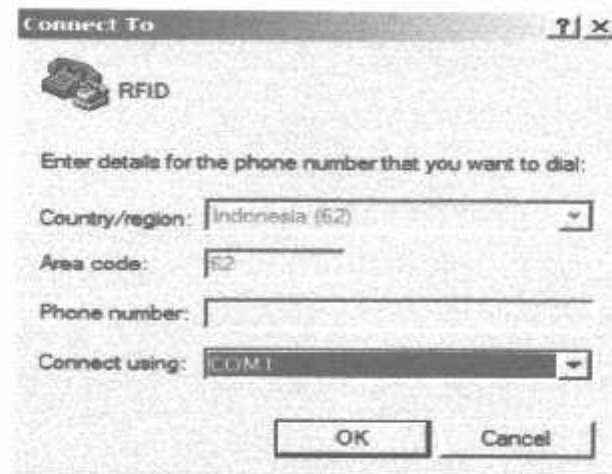 Connect To
RFID
Enter details for the phone number that you want to dial:
Country/region: Indonesia (62)
Area code: 62
Phone number:
Connect using: COM1
OK Cancel